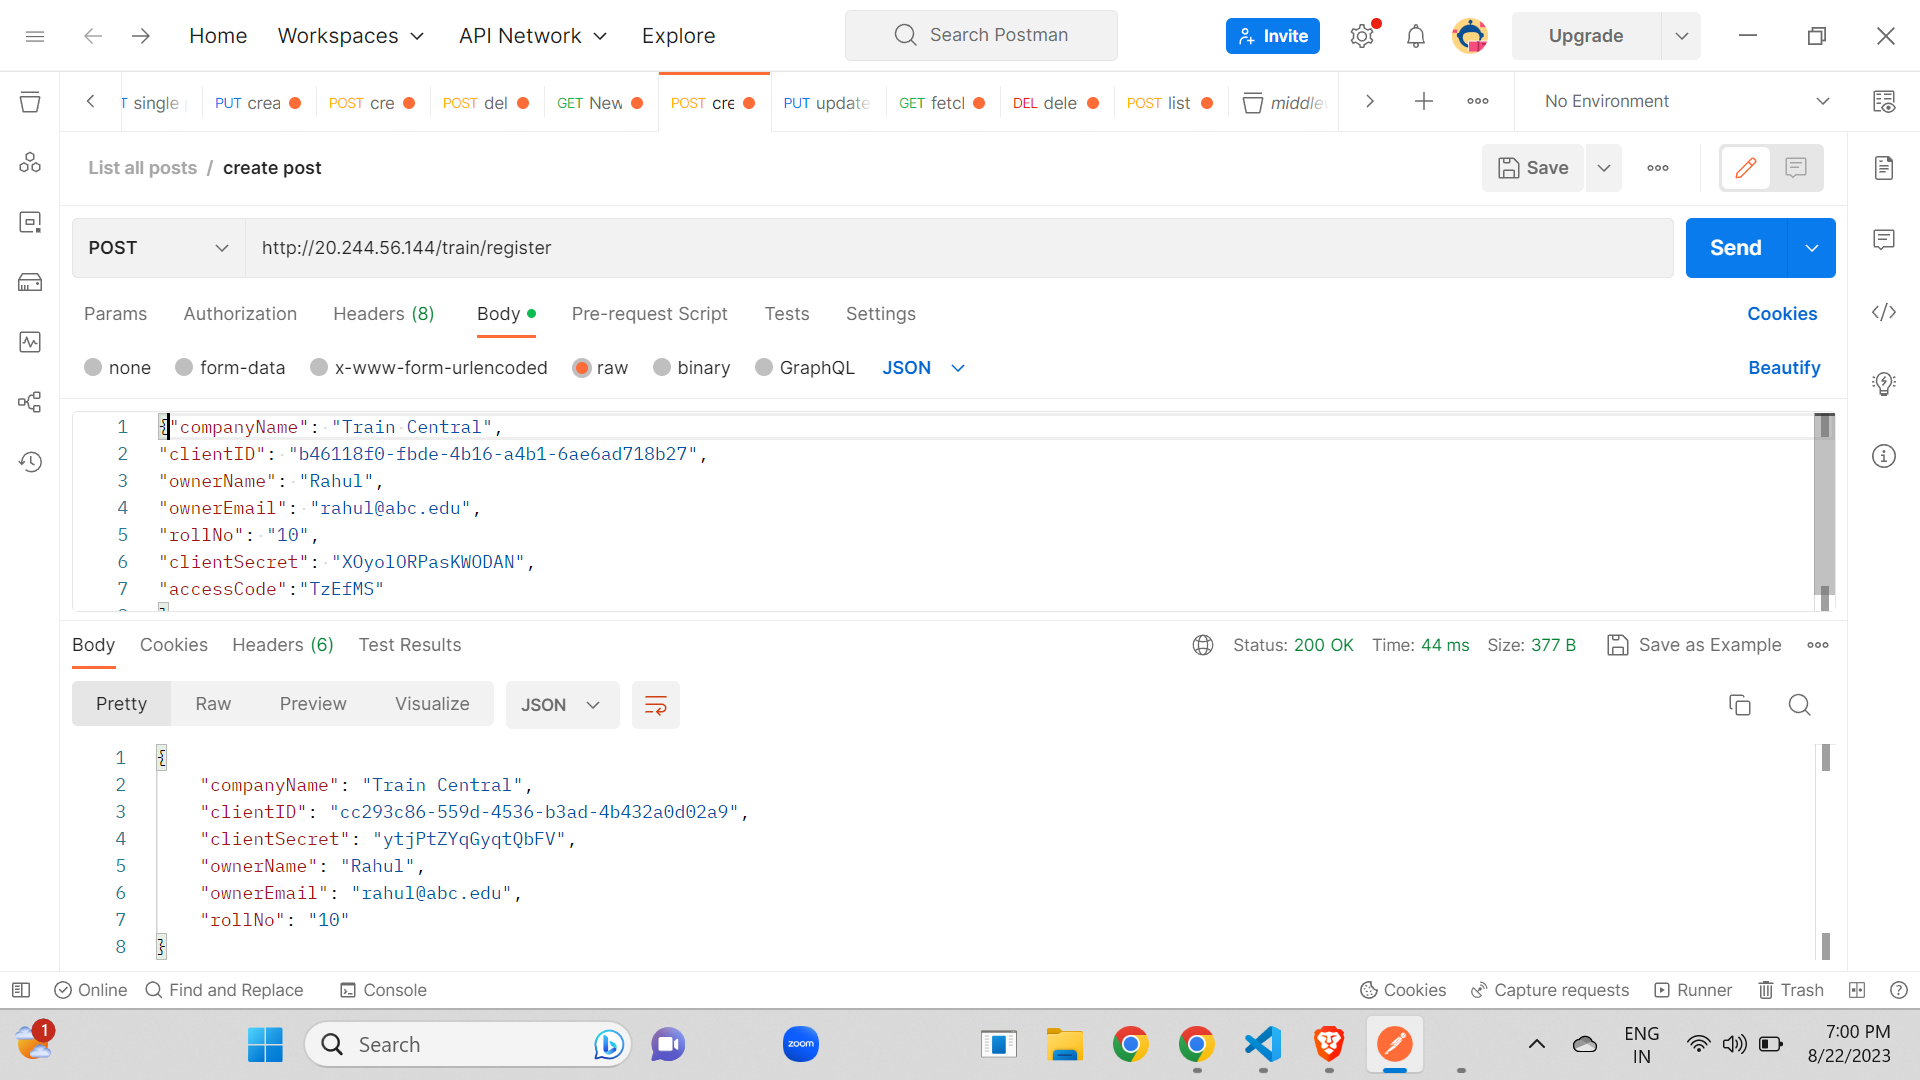 Home Workspaces API Network Explore Search Postman Invite Upgrade
single PUT crea POST cre POST del GET New POST cre PUT update GET fetcl DEL dele POST list middle No Environment
List all posts / create post Save
POST http://20.244.56.144/train/register Send
Params Authorization Headers (8) Body Pre-request Script Tests Settings Cookies
none form-data x-www-form-urlencoded raw binary GraphQL JSON Beautify
1 {"companyName": "Train Central",
2 "clientID": "b46118f0-fbde-4b16-a4b1-6ae6ad718b27",
3 "ownerName": "Rahul",
4 "ownerEmail": "rahul@abc.edu",
5 "rollNo": "10",
6 "clientSecret": "XOyolORPasKWODAN",
7 "accessCode":"TzEfMS"
Body Cookies Headers (6) Test Results Status: 200 OK Time: 44 ms Size: 377 B Save as Example
Pretty Raw Preview Visualize JSON
1 {
2 "companyName": "Train Central",
3 "clientID": "cc293c86-559d-4536-b3ad-4b432a0d02a9",
4 "clientSecret": "ytjPtZYqGyqtQbFV",
5 "ownerName": "Rahul",
6 "ownerEmail": "rahul@abc.edu",
7 "rollNo": "10"
8 }
Online Find and Replace Console Cookies Capture requests Runner Trash
1 Search zoom ENG 7:00 PM
IN 8/22/2023